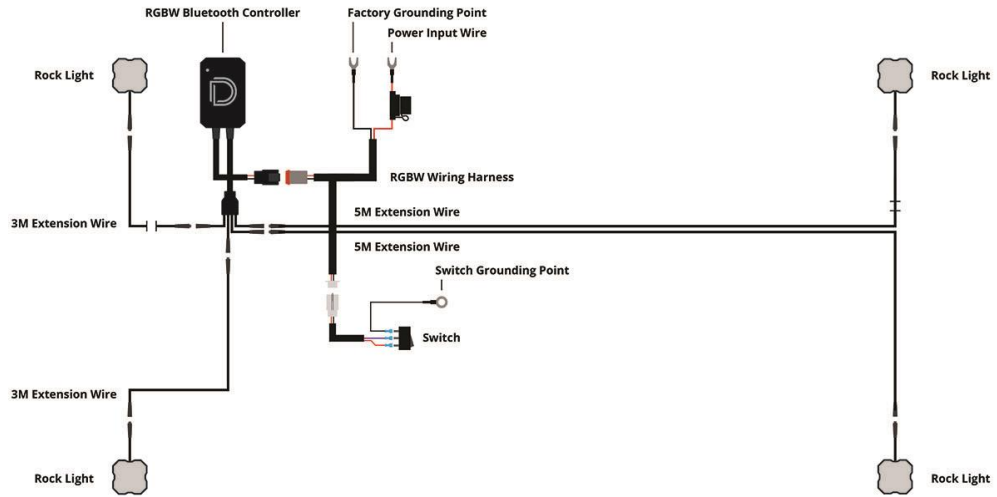 RGBW Bluetooth Controller
Factory Grounding Point
Power Input Wire
Rock Light
Rock Light
RGBW Wiring Harness
3M Extension Wire
5M Extension Wire
5M Extension Wire
Switch Grounding Point
Switch
3M Extension Wire
Rock Light
Rock Light